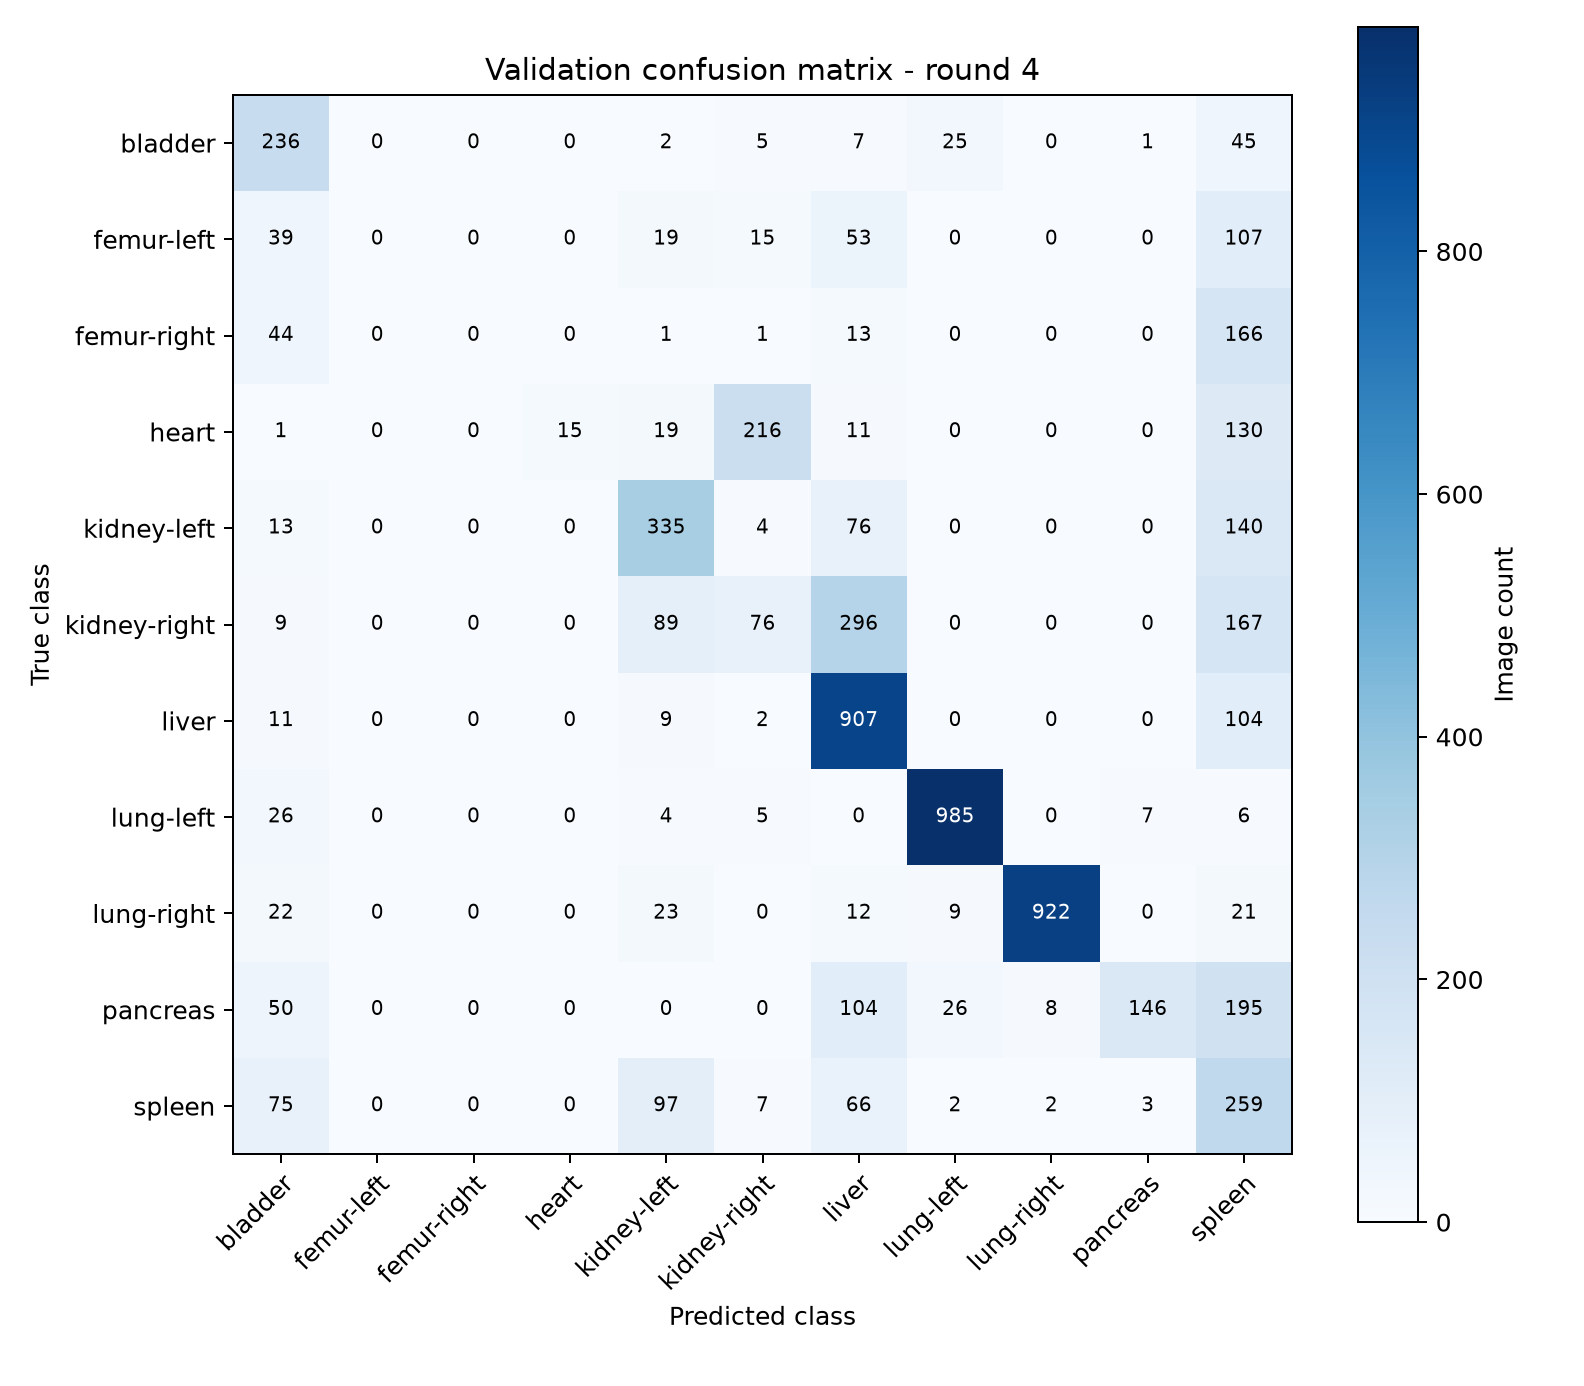 Validation confusion matrix - round 4
bladder 236 0 0 0 2 5 7 25 0 1 45
femur-left 39 0 0 0 19 15 53 0 0 0 107
femur-right 44 0 0 0 1 1 13 0 0 0 166
heart 1 0 0 15 19 216 11 0 0 0 130
kidney-left 13 0 0 0 335 4 76 0 0 0 140
kidney-right 9 0 0 0 89 76 296 0 0 0 167
liver 11 0 0 0 9 2 907 0 0 0 104
lung-left 26 0 0 0 4 5 0 985 0 7 6
lung-right 22 0 0 0 23 0 12 9 922 0 21
pancreas 50 0 0 0 0 0 104 26 8 146 195
spleen 75 0 0 0 97 7 66 2 2 3 259
bladder femur-left femur-right heart kidney-left kidney-right liver lung-left lung-right pancreas spleen
Predicted class
True class
800
600
400
200
0
Image count